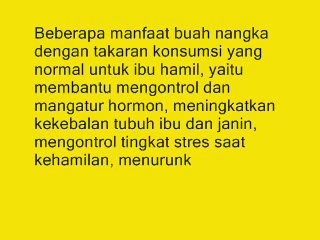 Beberapa manfaat buah nangka
dengan takaran konsumsi yang
normal untuk ibu hamil, yaitu
membantu mengontrol dan
mangatur hormon, meningkatkan
kekebalan tubuh ibu dan janin,
mengontrol tingkat stres saat
kehamilan, menurunk